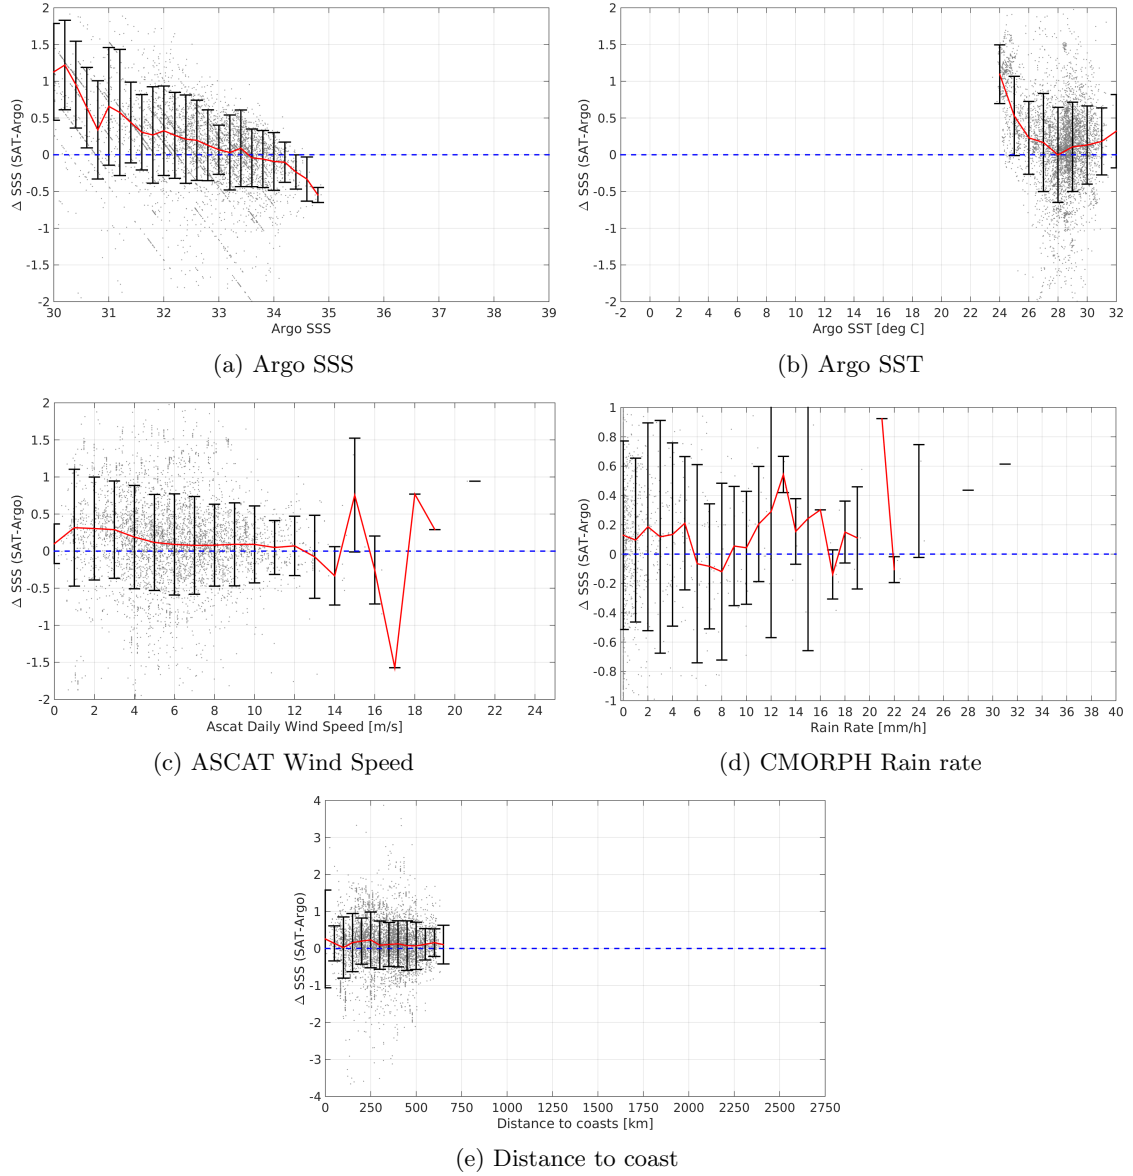 2
1.5
1
0.5
0
-0.5
-1
-1.5
-2
Δ SSS (SAT-Argo)
30 31 32 33 34 35 36 37 38 39
Argo SSS
(a) Argo SSS
2
1.5
1
0.5
0
-0.5
-1
-1.5
-2
Δ SSS (SAT-Argo)
-2 0 2 4 6 8 10 12 14 16 18 20 22 24 26 28 30 32
Argo SST [deg C]
(b) Argo SST
2
1.5
1
0.5
0
-0.5
-1
-1.5
-2
Δ SSS (SAT-Argo)
0 2 4 6 8 10 12 14 16 18 20 22 24
Ascat Daily Wind Speed [m/s]
(c) ASCAT Wind Speed
1
0.8
0.6
0.4
0.2
0
-0.2
-0.4
-0.6
-0.8
-1
Δ SSS (SAT-Argo)
0 2 4 6 8 10 12 14 16 18 20 22 24 26 28 30 32 34 36 38 40
Rain Rate [mm/h]
(d) CMORPH Rain rate
4
3
2
1
0
-1
-2
-3
-4
Δ SSS (SAT-Argo)
0 250 500 750 1000 1250 1500 1750 2000 2250 2500 2750
Distance to coasts [km]
(e) Distance to coast